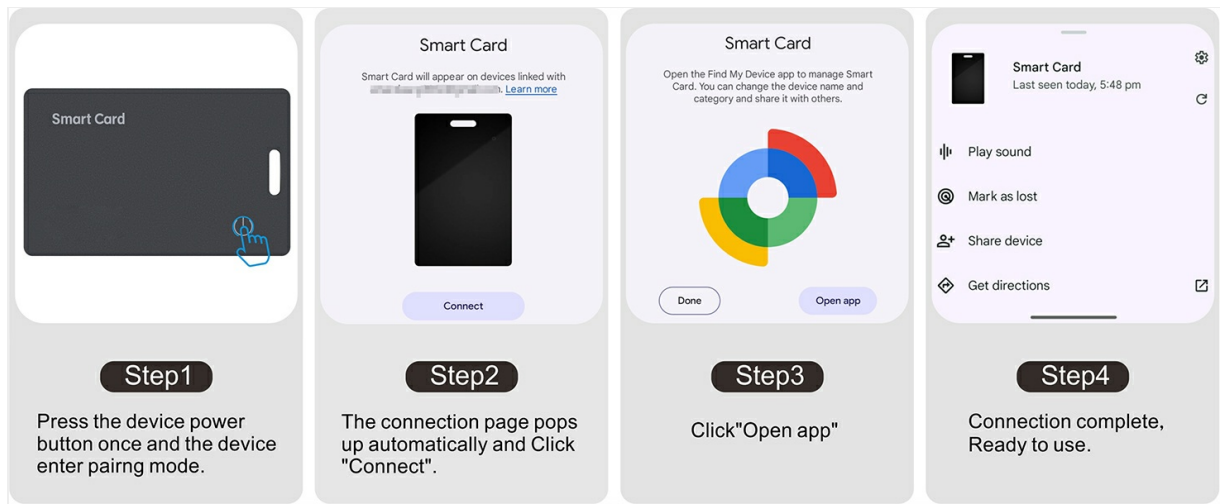 Smart Card
Step1
Press the device power
button once and the device
enter pairng mode.
Smart Card
Smart Card will appear on devices linked with
Learn more
Connect
Step2
The connection page pops
up automatically and Click
"Connect".
Smart Card
Open the Find My Device app to manage Smart
Card. You can change the device name and
category and share it with others.
Done
Open app
Step3
Click"Open app"
Smart Card
Last seen today, 5:48 pm
Play sound
Mark as lost
Share device
Get directions
Step4
Connection complete,
Ready to use.